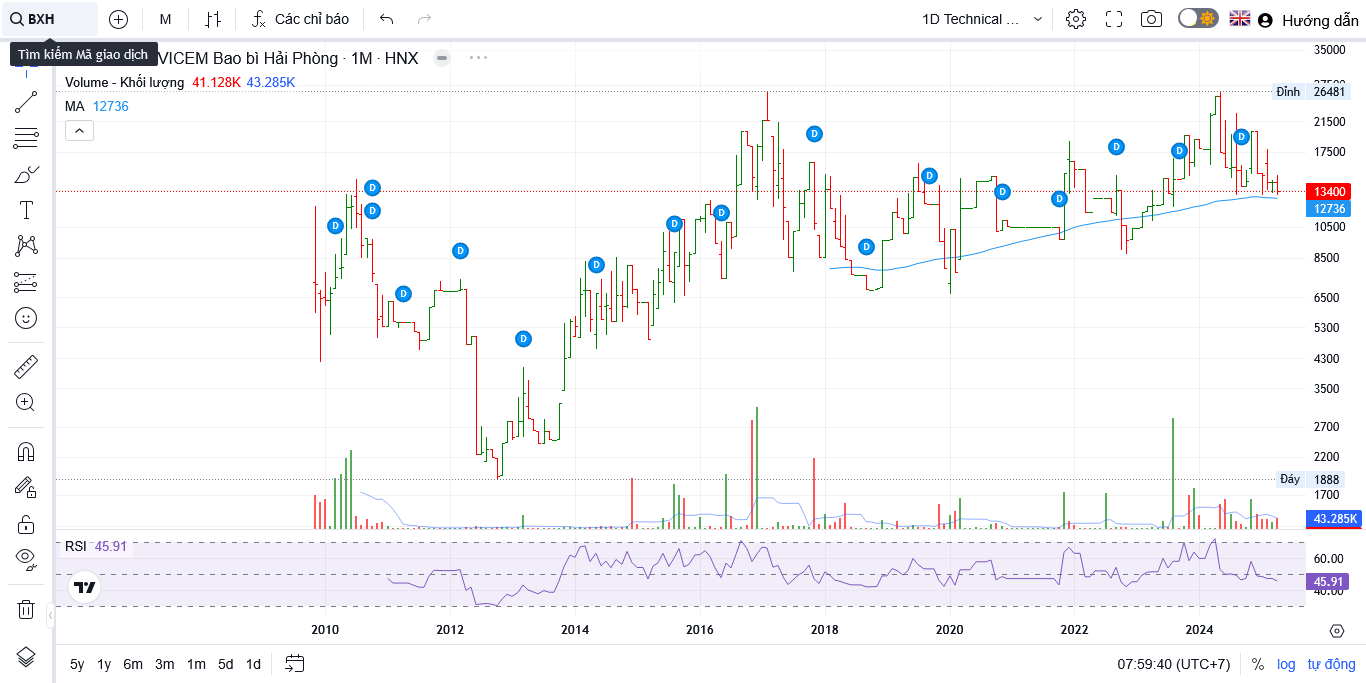 BXH
M
Các chỉ báo
1D Technical ...
Hướng dẫn
Tìm kiếm Mã giao dịch
VICEM Bao bì Hải Phòng · 1M · HNX
Volume - Khối lượng 41.128K 43.285K
MA 12736
35000
Đỉnh 26481
21500
17500
13400
12736
10500
8500
6500
5300
4300
3500
2700
2200
Đáy 1888
1700
43.285K
D D D D D D D D D D D D D D D D D D
RSI 45.91
60.00
45.91
40.00
2010 2012 2014 2016 2018 2020 2022 2024
5y 1y 6m 3m 1m 5d 1d
07:59:40 (UTC+7) % log tự động